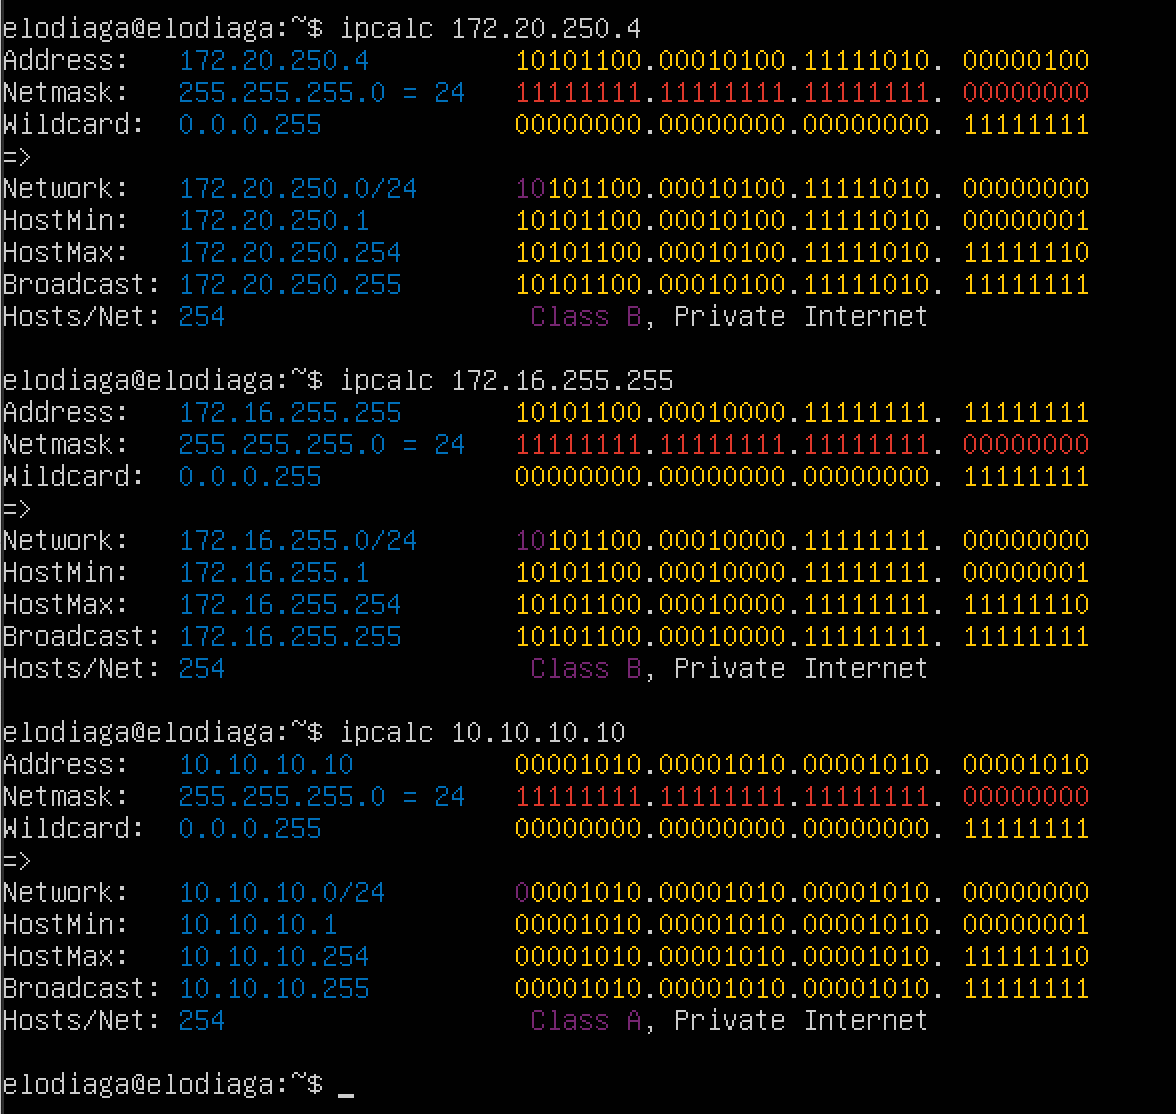 elodiaga@elodiaga:~$ ipcalc 172.20.250.4
Address:   172.20.250.4         10101100.00010100.11111010. 00000100
Netmask:   255.255.255.0 = 24   11111111.11111111.11111111. 00000000
Wildcard:  0.0.0.255            00000000.00000000.00000000. 11111111
=>
Network:   172.20.250.0/24      10101100.00010100.11111010. 00000000
HostMin:   172.20.250.1         10101100.00010100.11111010. 00000001
HostMax:   172.20.250.254       10101100.00010100.11111010. 11111110
Broadcast: 172.20.250.255       10101100.00010100.11111010. 11111111
Hosts/Net: 254                   Class B, Private Internet

elodiaga@elodiaga:~$ ipcalc 172.16.255.255
Address:   172.16.255.255       10101100.00010000.11111111. 11111111
Netmask:   255.255.255.0 = 24   11111111.11111111.11111111. 00000000
Wildcard:  0.0.0.255            00000000.00000000.00000000. 11111111
=>
Network:   172.16.255.0/24      10101100.00010000.11111111. 00000000
HostMin:   172.16.255.1         10101100.00010000.11111111. 00000001
HostMax:   172.16.255.254       10101100.00010000.11111111. 11111110
Broadcast: 172.16.255.255       10101100.00010000.11111111. 11111111
Hosts/Net: 254                   Class B, Private Internet

elodiaga@elodiaga:~$ ipcalc 10.10.10.10
Address:   10.10.10.10          00001010.00001010.00001010. 00001010
Netmask:   255.255.255.0 = 24   11111111.11111111.11111111. 00000000
Wildcard:  0.0.0.255            00000000.00000000.00000000. 11111111
=>
Network:   10.10.10.0/24        00001010.00001010.00001010. 00000000
HostMin:   10.10.10.1           00001010.00001010.00001010. 00000001
HostMax:   10.10.10.254         00001010.00001010.00001010. 11111110
Broadcast: 10.10.10.255         00001010.00001010.00001010. 11111111
Hosts/Net: 254                   Class A, Private Internet

elodiaga@elodiaga:~$ _